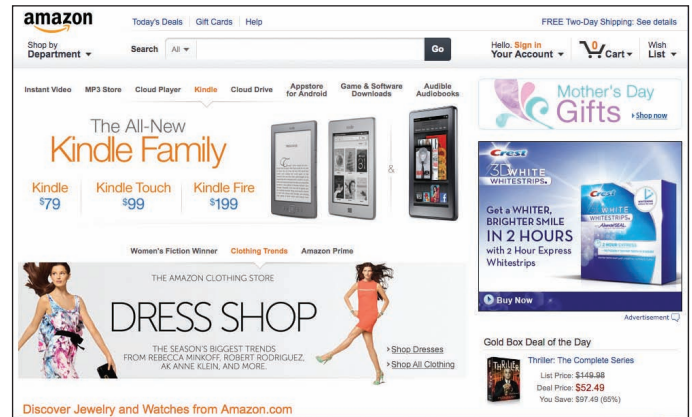 amazon
Today's Deals Gift Cards Help
FREE Two-Day Shipping: See details
Shop by
Department
Search All Go
Hello. Sign in
Your Account
0
Cart
Wish
List
Instant Video MP3 Store Cloud Player Kindle Cloud Drive Appstore for Android Game & Software Downloads Audible Audiobooks
The All-New
Kindle Family
Kindle Kindle Touch Kindle Fire
$79 $99 $199
Mother's Day
Gifts
Shop now
Crest
3D WHITE
WHITESTRIPS.
Get a WHITER,
BRIGHTER SMILE
IN 2 HOURS
with 2 Hour Express
Whitestrips
Crest
WHITE
WHITESTRIPS
2 HOUR EXPRESS
Buy Now
Advertisement
Women's Fiction Winner Clothing Trends Amazon Prime
THE AMAZON CLOTHING STORE
DRESS SHOP
THE SEASON'S BIGGEST TRENDS
FROM REBECCA MINKOFF, ROBERT RODRIGUEZ,
AK ANNE KLEIN, AND MORE.
Shop Dresses
Shop All Clothing
Gold Box Deal of the Day
THRILLER
Thriller: The Complete Series
List Price: $149.98
Deal Price: $52.49
You Save: $97.49 (65%)
Discover Jewelry and Watches from Amazon.com